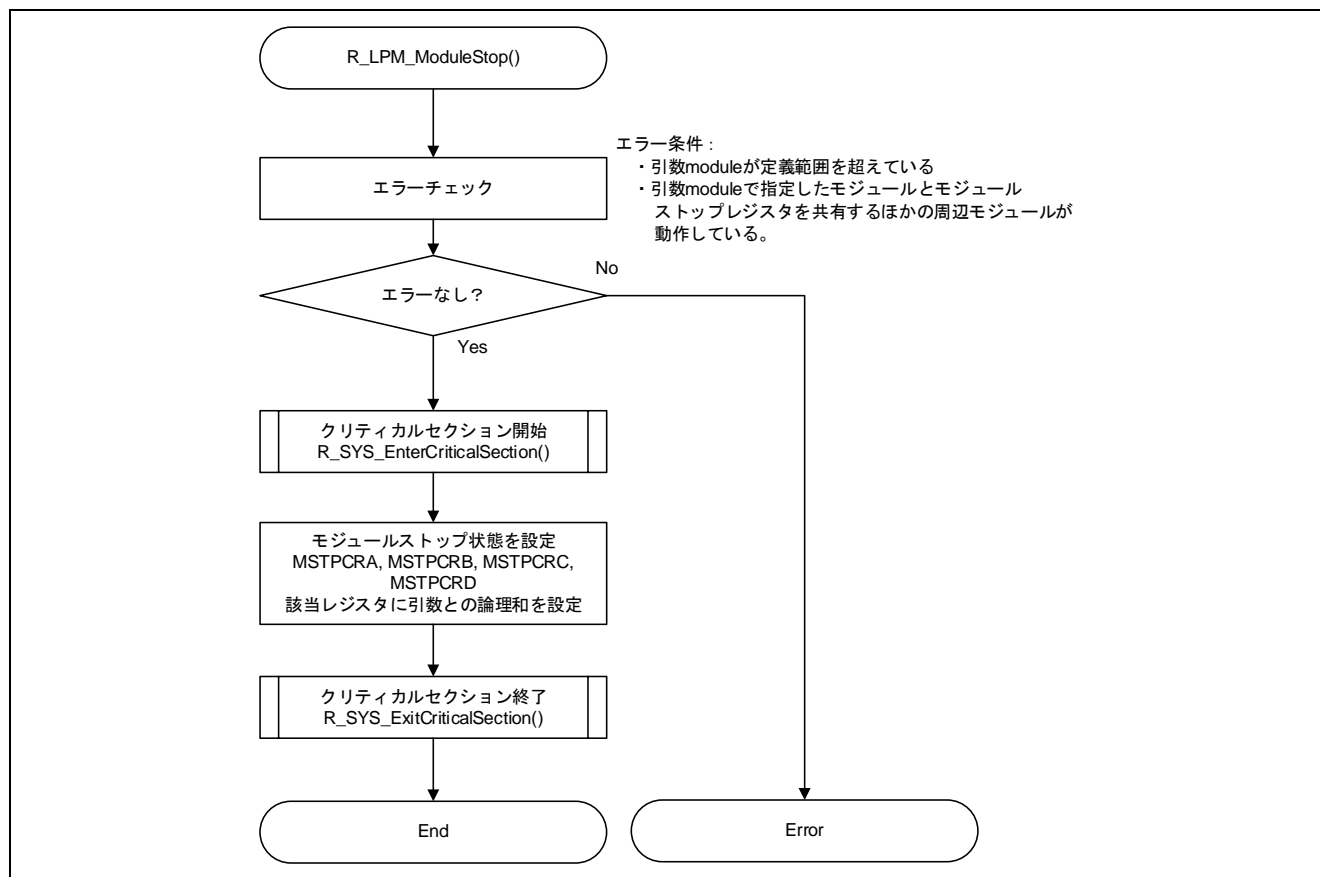 R_LPM_ModuleStop()
エラー条件：
・引数moduleが定義範囲を超えている
・引数moduleで指定したモジュールとモジュール
ストップレジスタを共有するほかの周辺モジュールが
動作している。
エラーチェック
エラーなし？
No
Yes
クリティカルセクション開始
R_SYS_EnterCriticalSection()
モジュールストップ状態を設定
MSTPCRA, MSTPCRB, MSTPCRC,
MSTPCRD
該当レジスタに引数との論理和を設定
クリティカルセクション終了
R_SYS_ExitCriticalSection()
End
Error